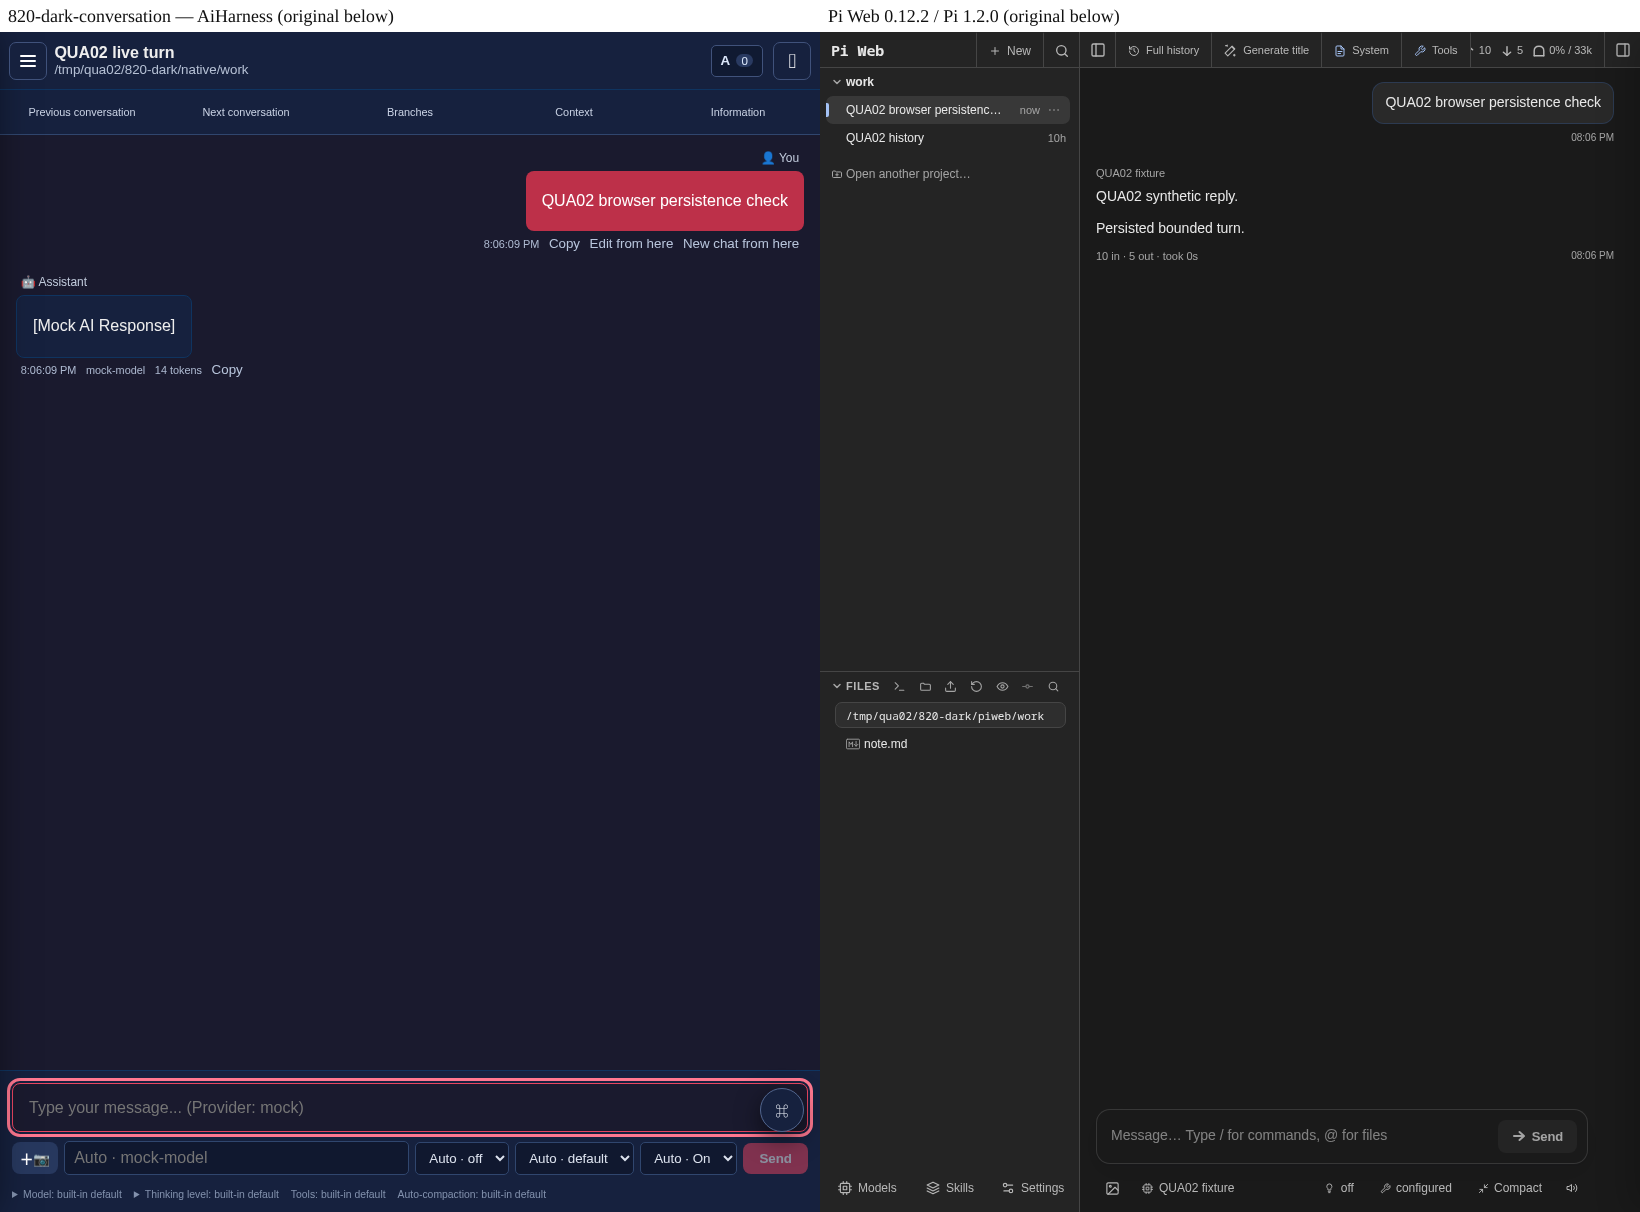 820-dark-conversation — AiHarness (original below)
QUA02 live turn
/tmp/qua02/820-dark/native/work
A 0
Previous conversation Next conversation Branches Context Information
👤 You
QUA02 browser persistence check
8:06:09 PM Copy Edit from here New chat from here
🤖 Assistant
[Mock AI Response]
8:06:09 PM mock-model 14 tokens Copy
Type your message... (Provider: mock)
⌘
+📷 Auto · mock-model Auto · off Auto · default Auto · On Send
Model: built-in default Thinking level: built-in default Tools: built-in default Auto-compaction: built-in default
Pi Web 0.12.2 / Pi 1.2.0 (original below)
Pi Web + New Full history Generate title System Tools 10 5 0% / 33k
work
QUA02 browser persistenc… now ···
QUA02 history 10h
Open another project…
FILES
/tmp/qua02/820-dark/piweb/work
note.md
Models Skills Settings
QUA02 browser persistence check
08:06 PM
QUA02 fixture
QUA02 synthetic reply.
Persisted bounded turn.
10 in · 5 out · took 0s 08:06 PM
Message… Type / for commands, @ for files Send
QUA02 fixture off configured Compact